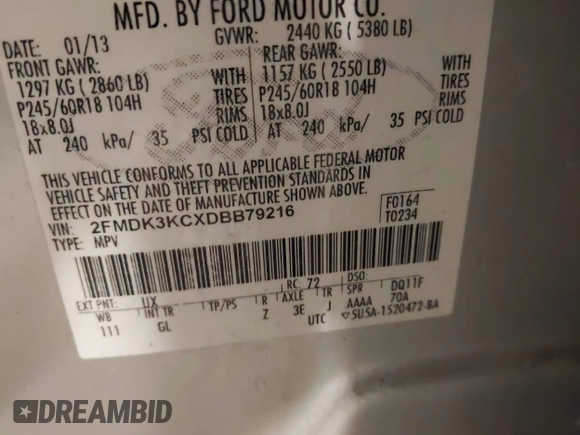 MFD. BY FORD MOTOR CO.
DATE: 01/13 GVWR: 2440 KG ( 5380 LB)
FRONT GAWR: REAR GAWR:
1297 KG ( 2860 LB) WITH 1157 KG ( 2550 LB) WITH
P245/60R18 104H TIRES P245/60R18 104H TIRES
18x8.0J RIMS 18x8.0J RIMS
AT 240 kPa/ 35 PSI COLD AT 240 kPa/ 35 PSI COLD
THIS VEHICLE CONFORMS TO ALL APPLICABLE FEDERAL MOTOR
VEHICLE SAFETY AND THEFT PREVENTION STANDARDS IN
EFFECT ON THE DATE OF MANUFACTURE SHOWN ABOVE.
VIN: 2FMDK3KCXDBB79216 F0164
TYPE: MPV T0234
EXT PNT: UX RC: 72 DSO:
WB INT TR TP/PS R AXLE TR SPR DQ11F
111 GL Z 3E J AAAA 70A
UTC ▽5U5A-1520472-BA
DREAMBID